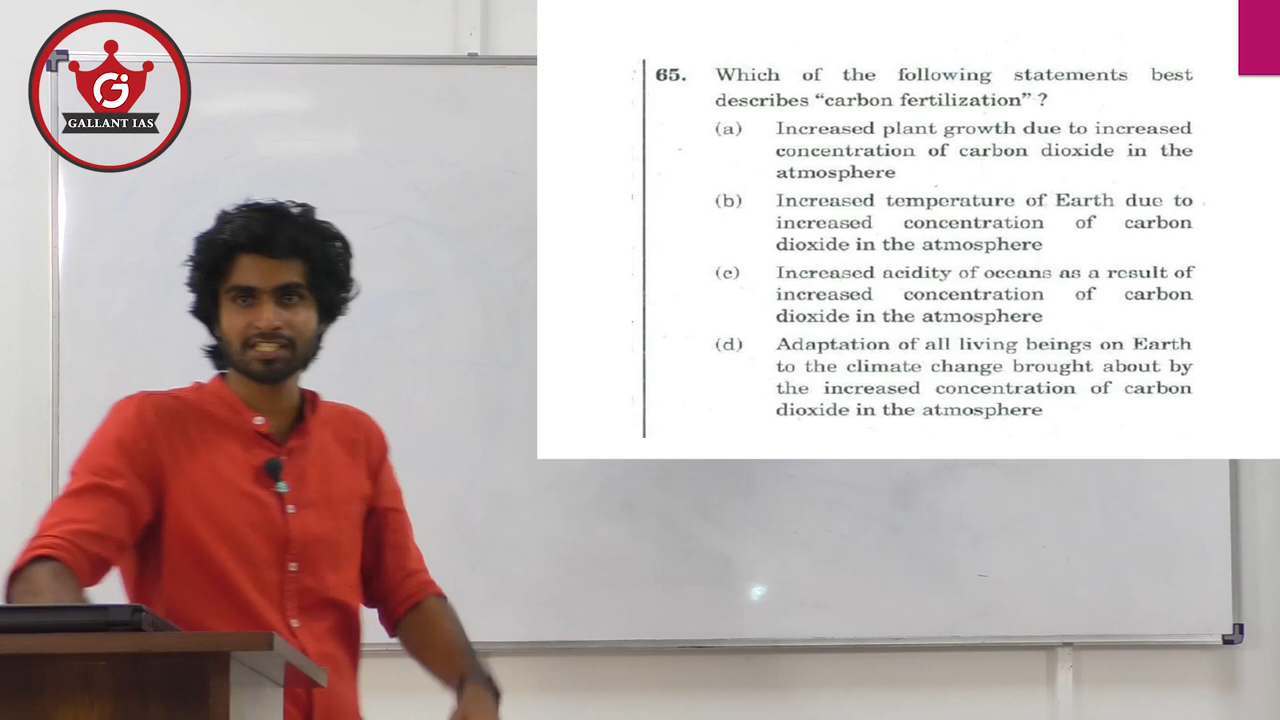 GALLANT IAS
65. Which of the following statements best
describes “carbon fertilization” ?
(a) Increased plant growth due to increased
concentration of carbon dioxide in the
atmosphere
(b) Increased temperature of Earth due to
increased concentration of carbon
dioxide in the atmosphere
(c) Increased acidity of oceans as a result of
increased concentration of carbon
dioxide in the atmosphere
(d) Adaptation of all living beings on Earth
to the climate change brought about by
the increased concentration of carbon
dioxide in the atmosphere